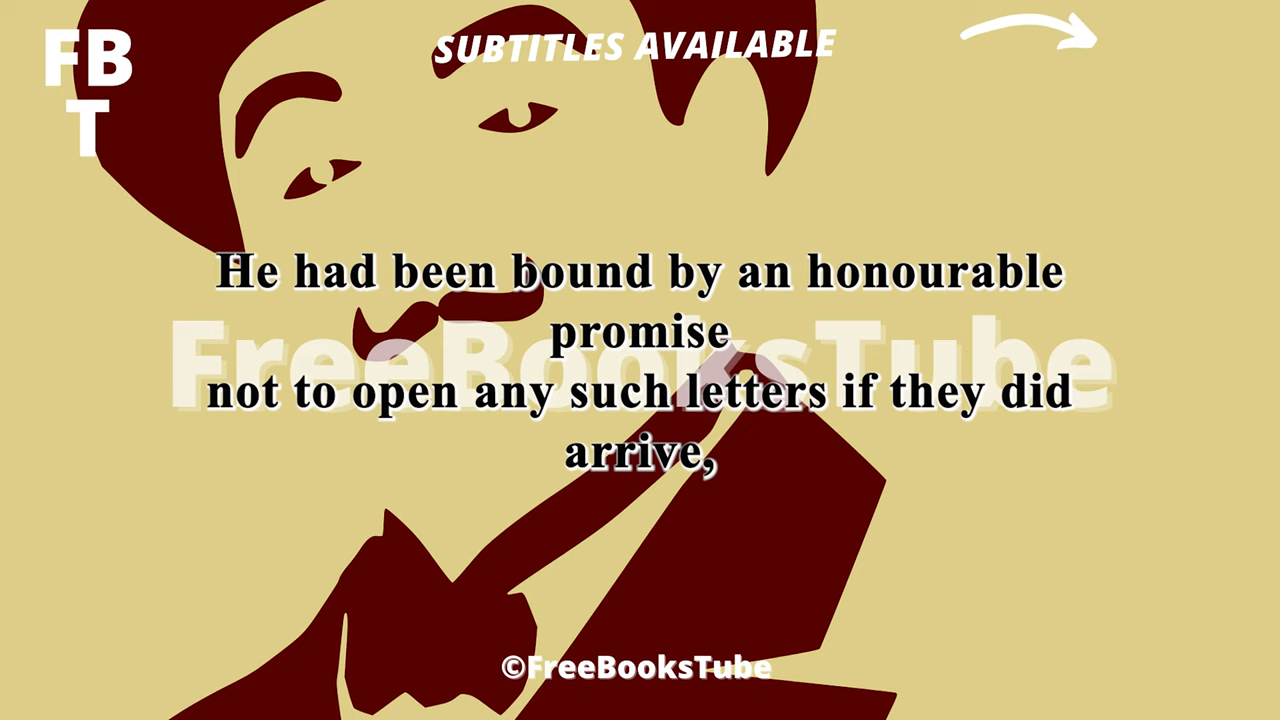 FB
T
SUBTITLES AVAILABLE
He had been bound by an honourable
promise
FreeBooksTube
not to open any such letters if they did
arrive,
©FreeBooksTube